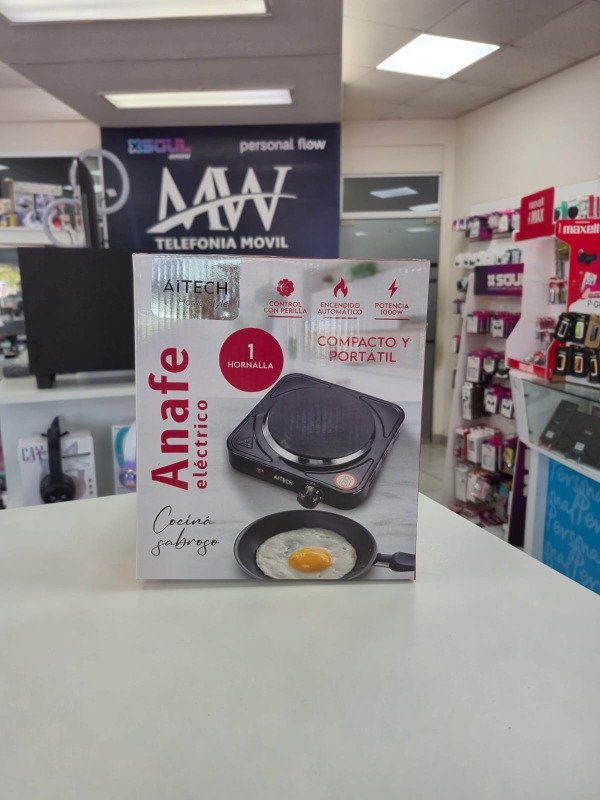 XSOUL
personal flow
MW
TELEFONIA MOVIL
maxell
XSOUL
AiTECH
CONTROL
CON PERILLA
ENCENDIDO
AUTOMÁTICO
POTENCIA
1000W
1
HORNALLA
COMPACTO Y
PORTÁTIL
Anafe
eléctrico
AiTECH
Cociná
sabroso